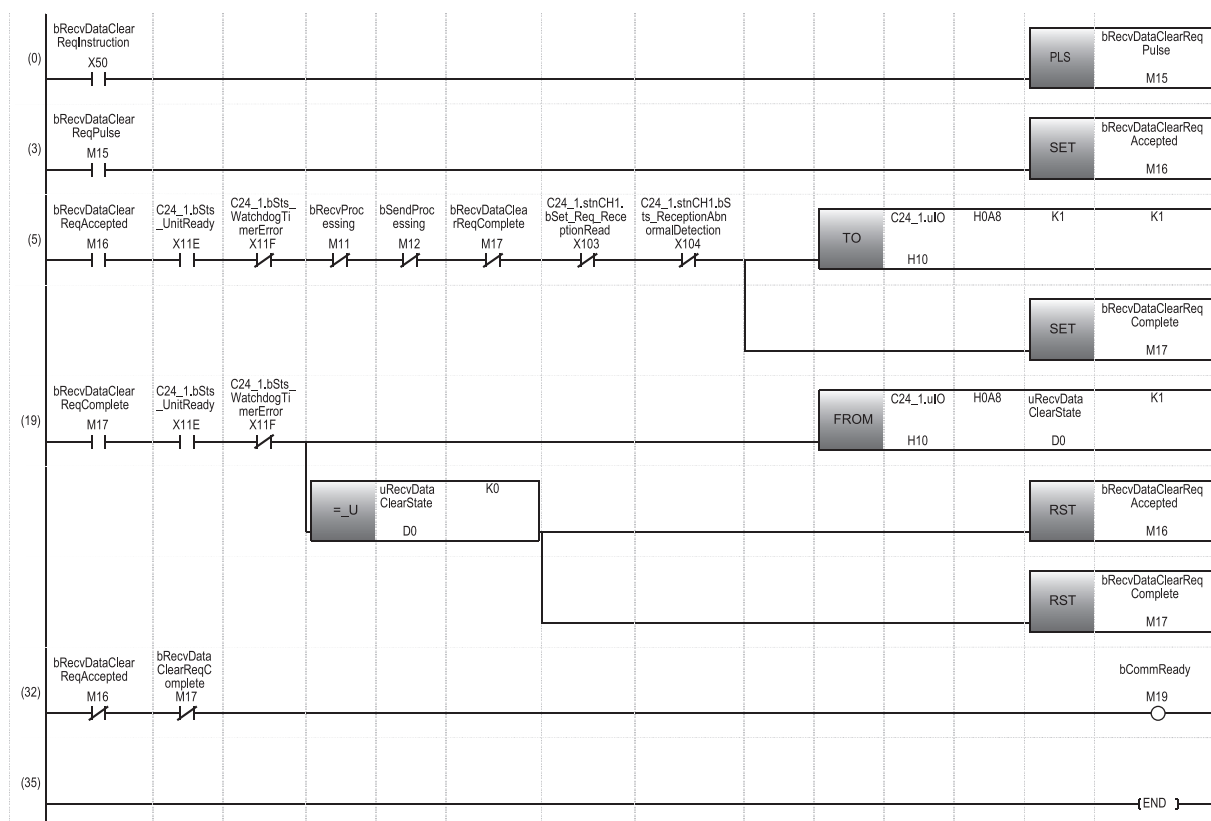 bRecvDataClear
ReqInstruction
(0)
X50
PLS
bRecvDataClearReq
Pulse
M15
bRecvDataClear
ReqPulse
(3)
M15
SET
bRecvDataClearReq
Accepted
M16
bRecvDataClear
ReqAccepted
(5)
M16
C24_1.bSts
_UnitReady
X11E
C24_1.bSts_
WatchdogTi
merError
X11F
bRecvProc
essing
M11
bSendProc
essing
M12
bRecvDataClea
rReqComplete
M17
C24_1.stnCH1.
bSet_Req_Rece
ptionRead
X103
C24_1.stnCH1.bS
ts_ReceptionAbn
ormalDetection
X104
TO
C24_1.uIO
H10
H0A8
K1
K1
SET
bRecvDataClearReq
Complete
M17
bRecvDataClear
ReqComplete
(19)
M17
C24_1.bSts
_UnitReady
X11E
C24_1.bSts_
WatchdogTi
merError
X11F
FROM
C24_1.uIO
H10
H0A8
uRecvData
ClearState
D0
K1
=_U
uRecvData
ClearState
D0
K0
RST
bRecvDataClearReq
Accepted
M16
RST
bRecvDataClearReq
Complete
M17
bRecvDataClear
ReqAccepted
(32)
M16
bRecvData
ClearReqC
omplete
M17
bCommReady
M19
(35)
END